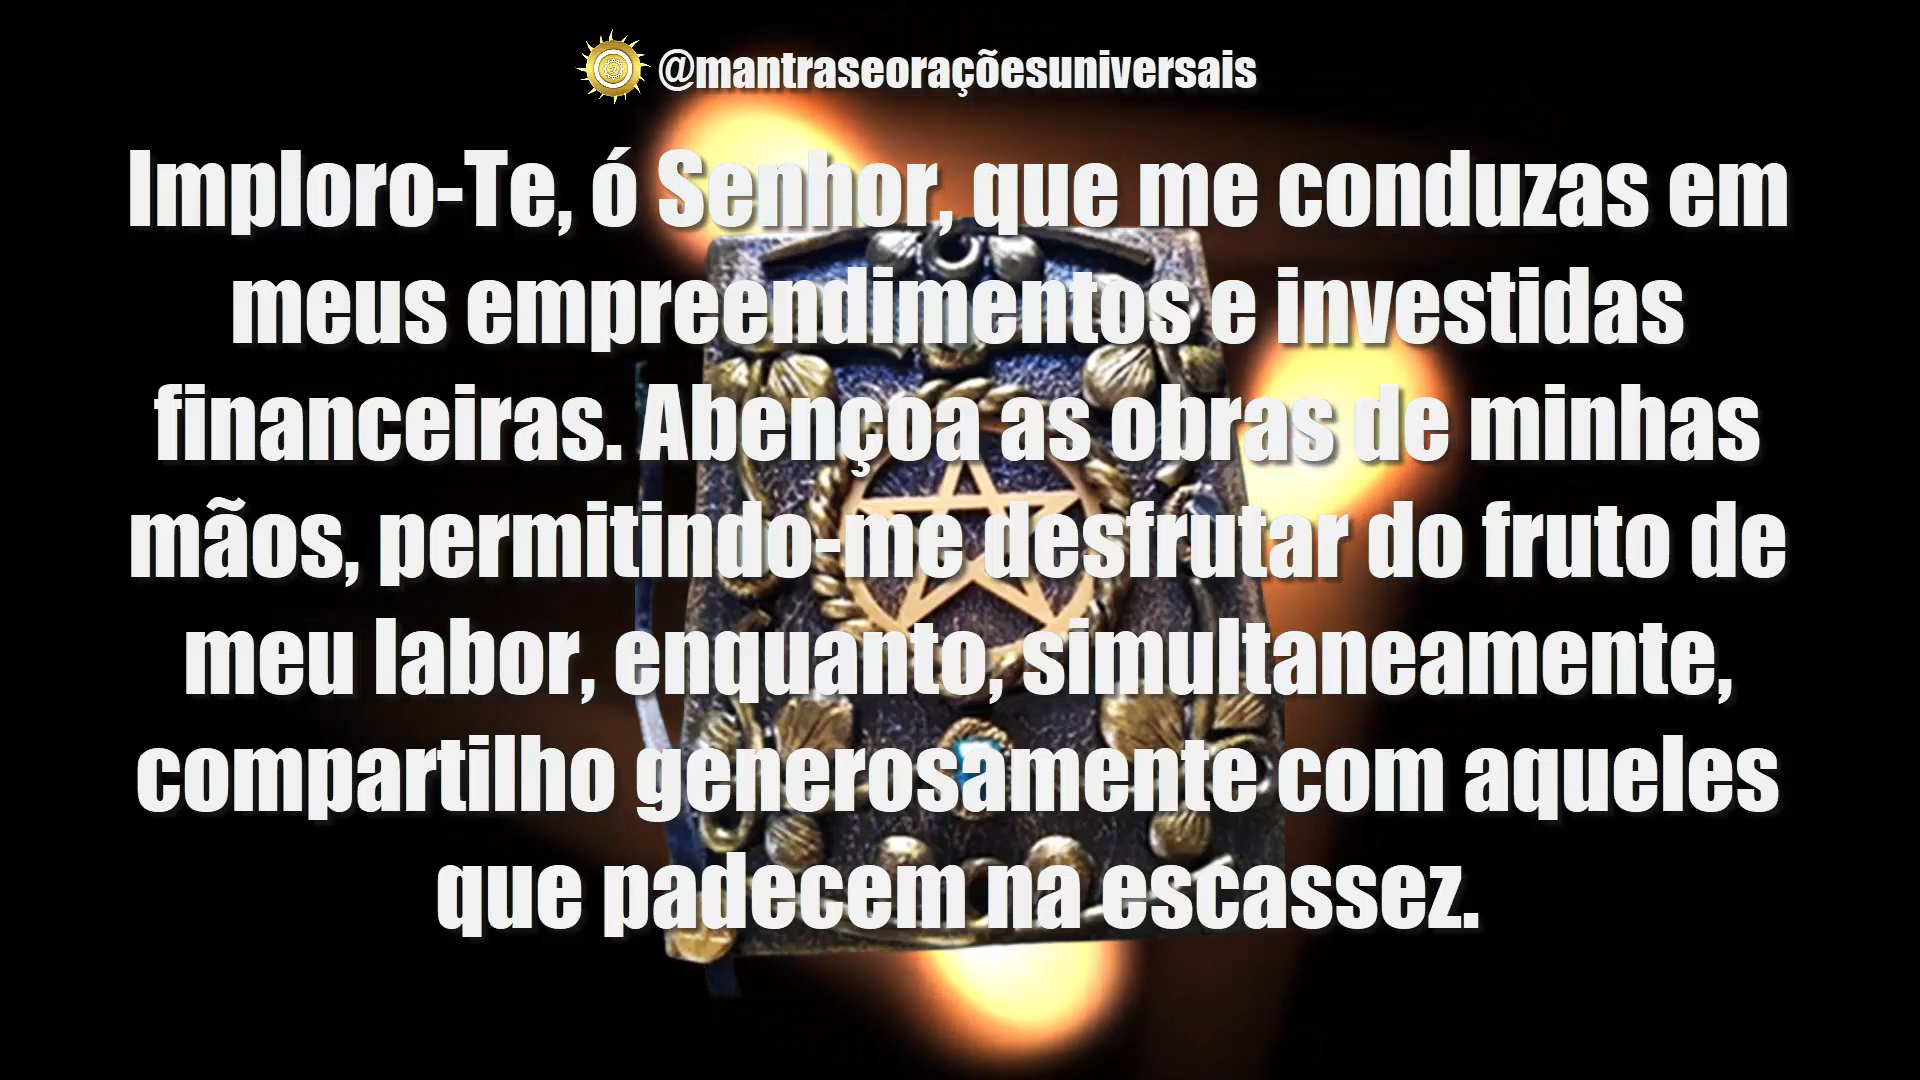 @mantraseoraçõesuniversais
Imploro-Te, ó Senhor, que me conduzas em
meus empreendimentos e investidas
financeiras. Abençoa as obras de minhas
mãos, permitindo-me desfrutar do fruto de
meu labor, enquanto, simultaneamente,
compartilho generosamente com aqueles
que padecem na escassez.